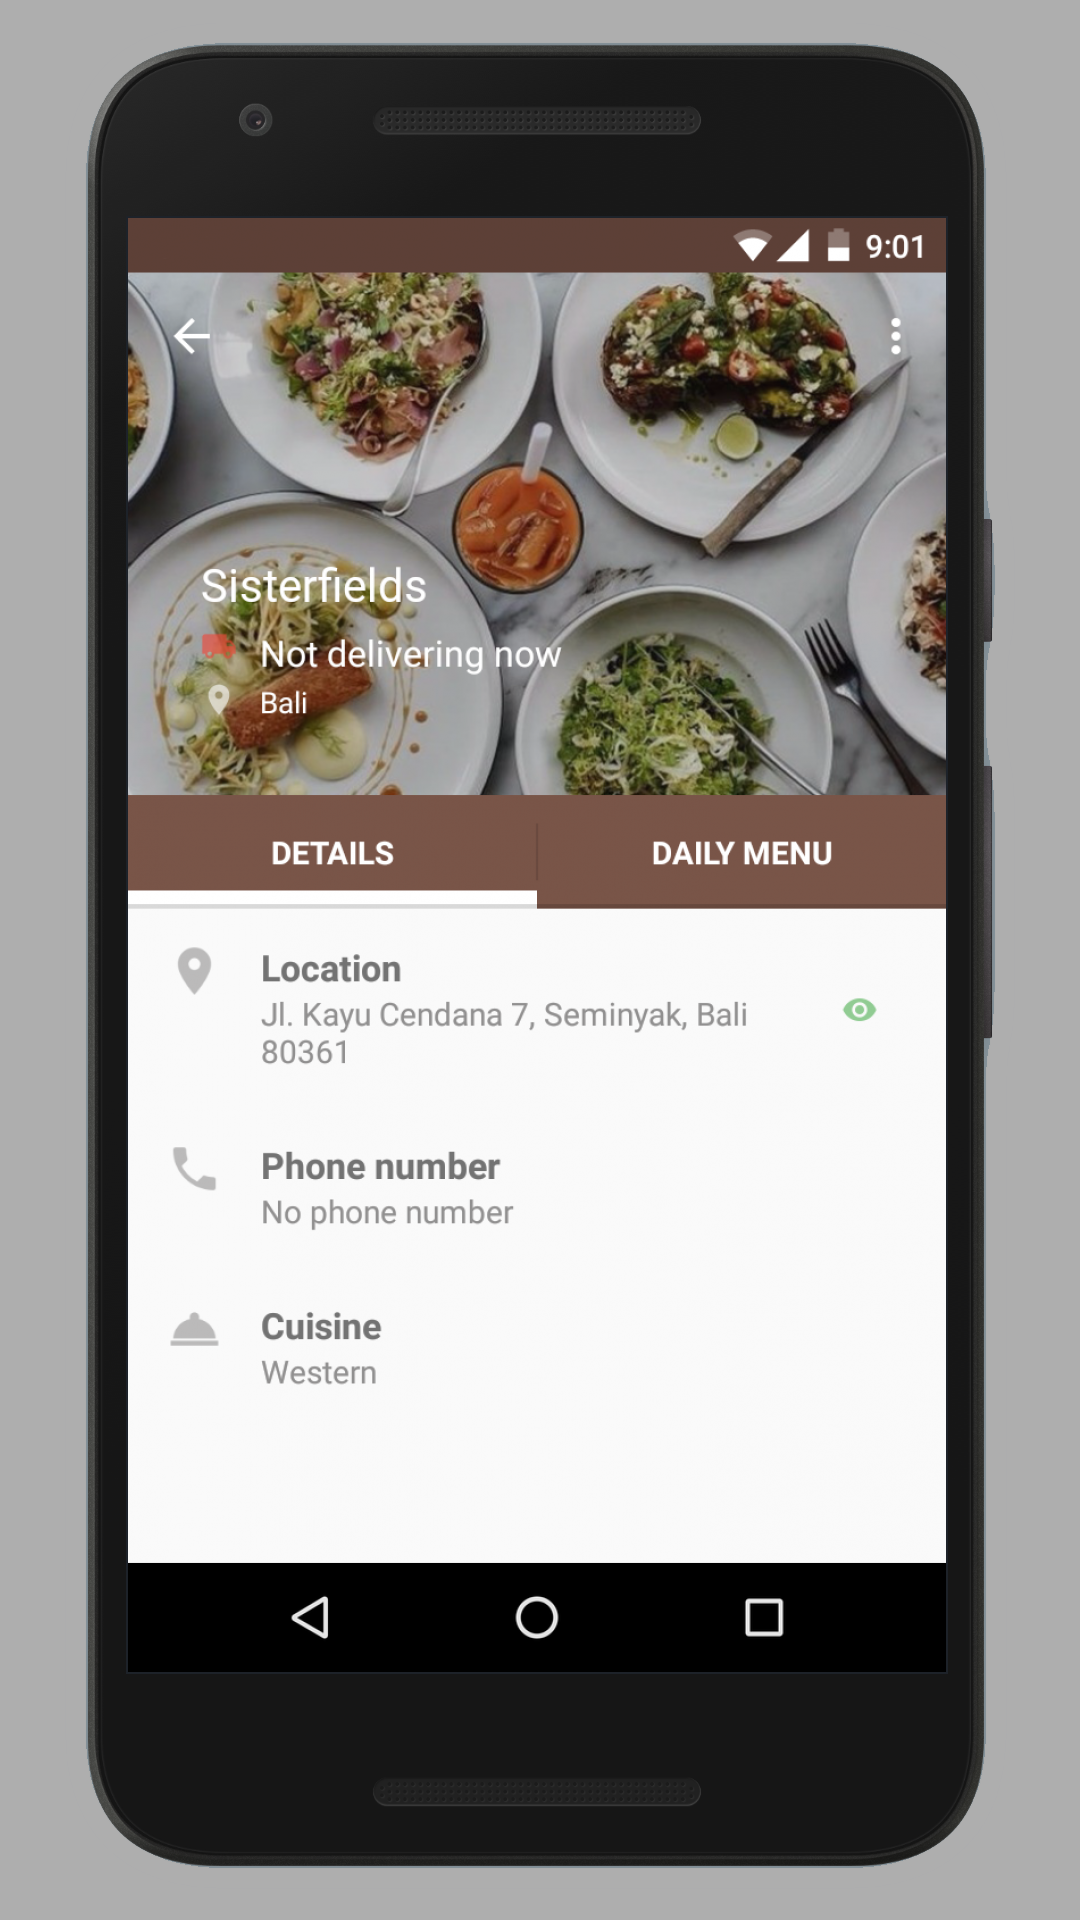 9:01
Sisterfields
Not delivering now
Bali
DETAILS
DAILY MENU
Location
Jl. Kayu Cendana 7, Seminyak, Bali
80361
Phone number
No phone number
Cuisine
Western